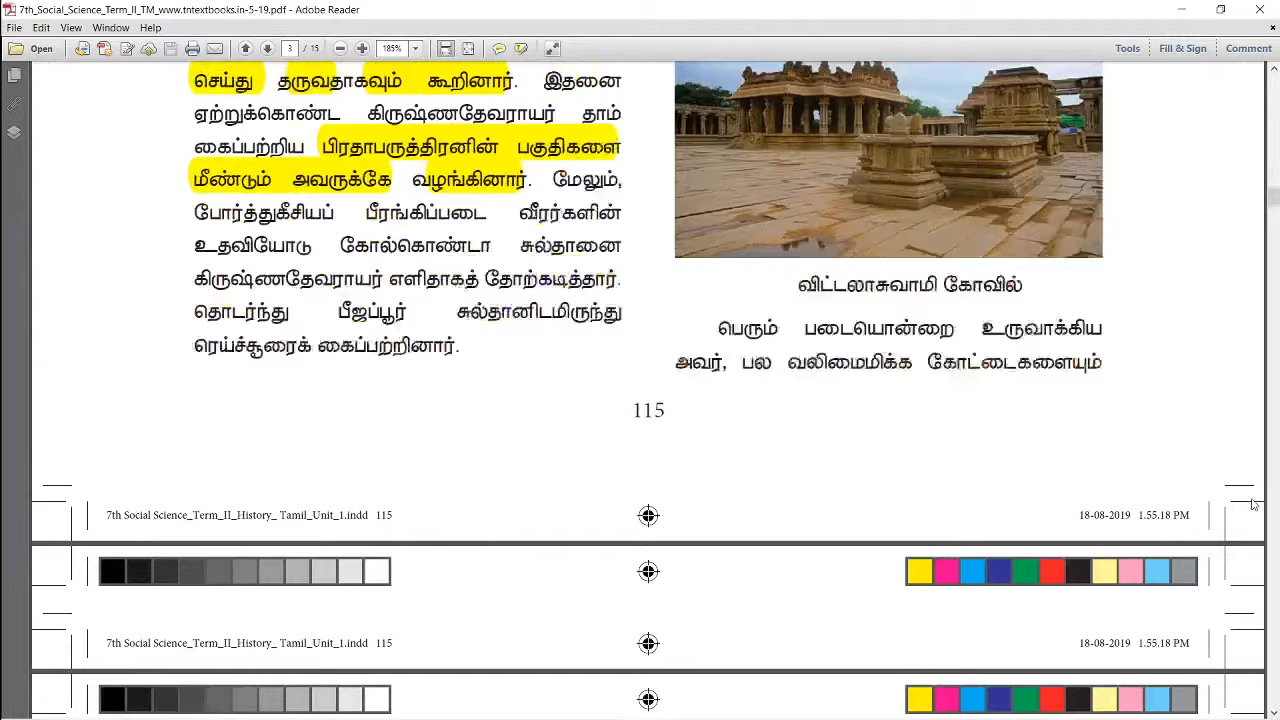 7th_Social_Science_Term_II_TM_www.tntextbooks.in-5-19.pdf - Adobe Reader
File Edit View Window Help
Open 3 / 15 185% Tools Fill & Sign Comment
செய்து தருவதாகவும் கூறினார். இதனை
ஏற்றுக்கொண்ட கிருஷ்ணதேவராயர் தாம்
கைப்பற்றிய பிரதாபருத்திரனின் பகுதிகளை
மீண்டும் அவருக்கே வழங்கினார். மேலும்,
போர்த்துகீசியப் பீரங்கிப்படை வீரர்களின்
உதவியோடு கோல்கொண்டா சுல்தானை
கிருஷ்ணதேவராயர் எளிதாகத் தோற்கடித்தார்.
தொடர்ந்து பீஜப்பூர் சுல்தானிடமிருந்து
ரெய்ச்சூரைக் கைப்பற்றினார்.
விட்டலாசுவாமி கோவில்
பெரும் படையொன்றை உருவாக்கிய
அவர், பல வலிமைமிக்க கோட்டைகளையும்
115
7th Social Science_Term_II_History_ Tamil_Unit_1.indd 115 18-08-2019 1.55.18 PM
7th Social Science_Term_II_History_ Tamil_Unit_1.indd 115 18-08-2019 1.55.18 PM